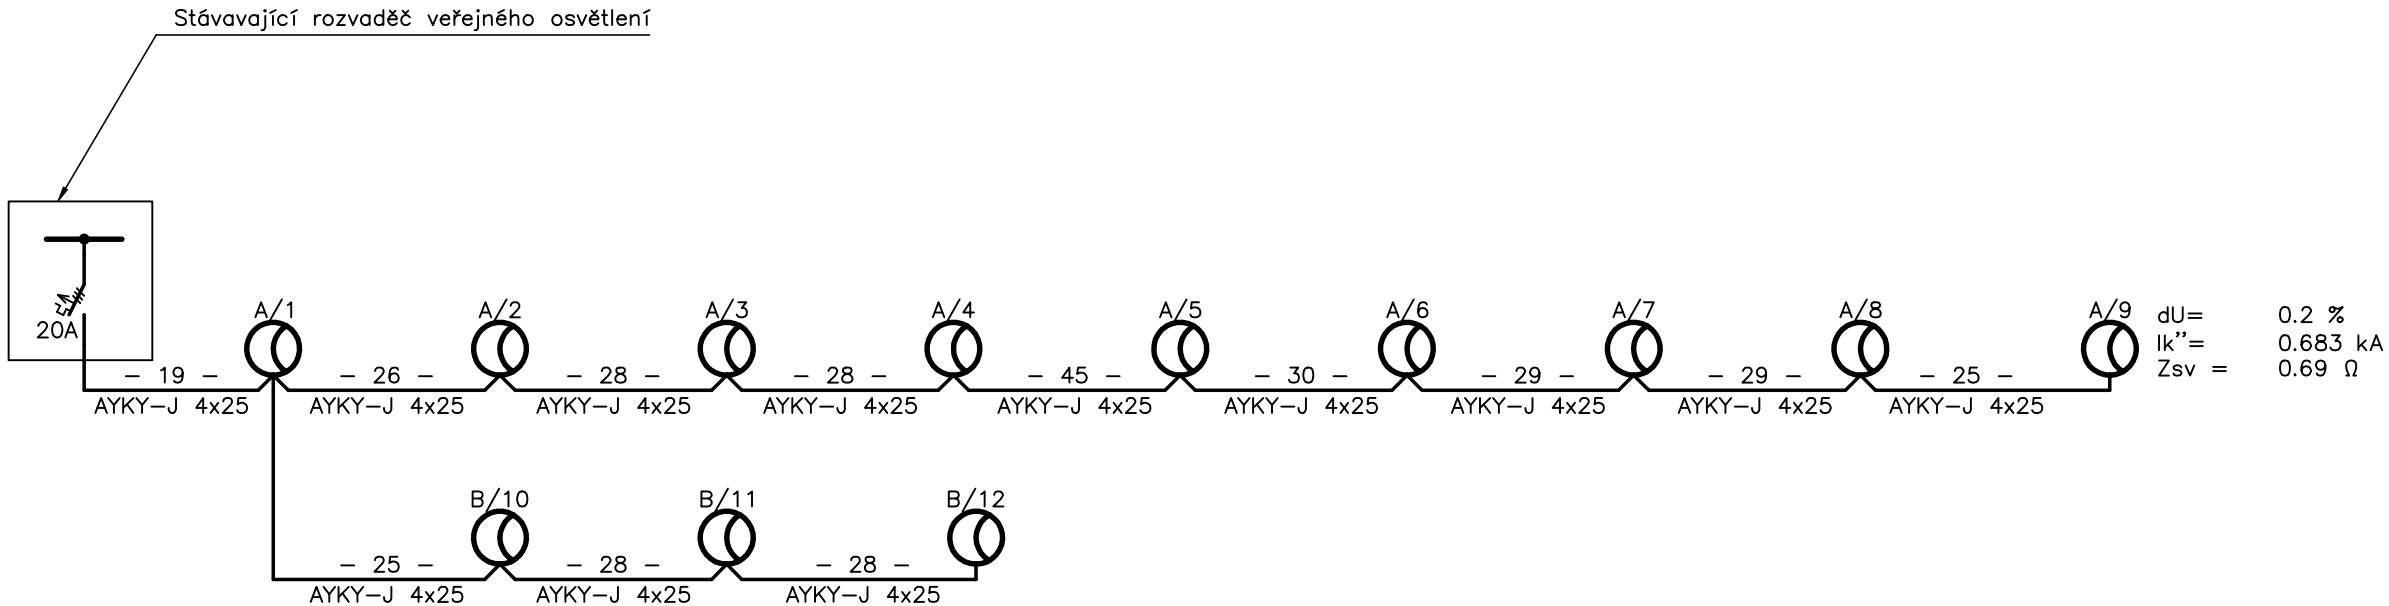 Stávavající rozvaděč veřejného osvětlení
20A
A/1 A/2 A/3 A/4 A/5 A/6 A/7 A/8 A/9
dU= 0.2 %
Ik"= 0.683 kA
Zsv = 0.69 Ω
- 19 - - 26 - - 28 - - 28 - - 45 - - 30 - - 29 - - 29 - - 25 -
AYKY-J 4x25 AYKY-J 4x25 AYKY-J 4x25 AYKY-J 4x25 AYKY-J 4x25 AYKY-J 4x25 AYKY-J 4x25 AYKY-J 4x25 AYKY-J 4x25
B/10 B/11 B/12
- 25 - - 28 - - 28 -
AYKY-J 4x25 AYKY-J 4x25 AYKY-J 4x25